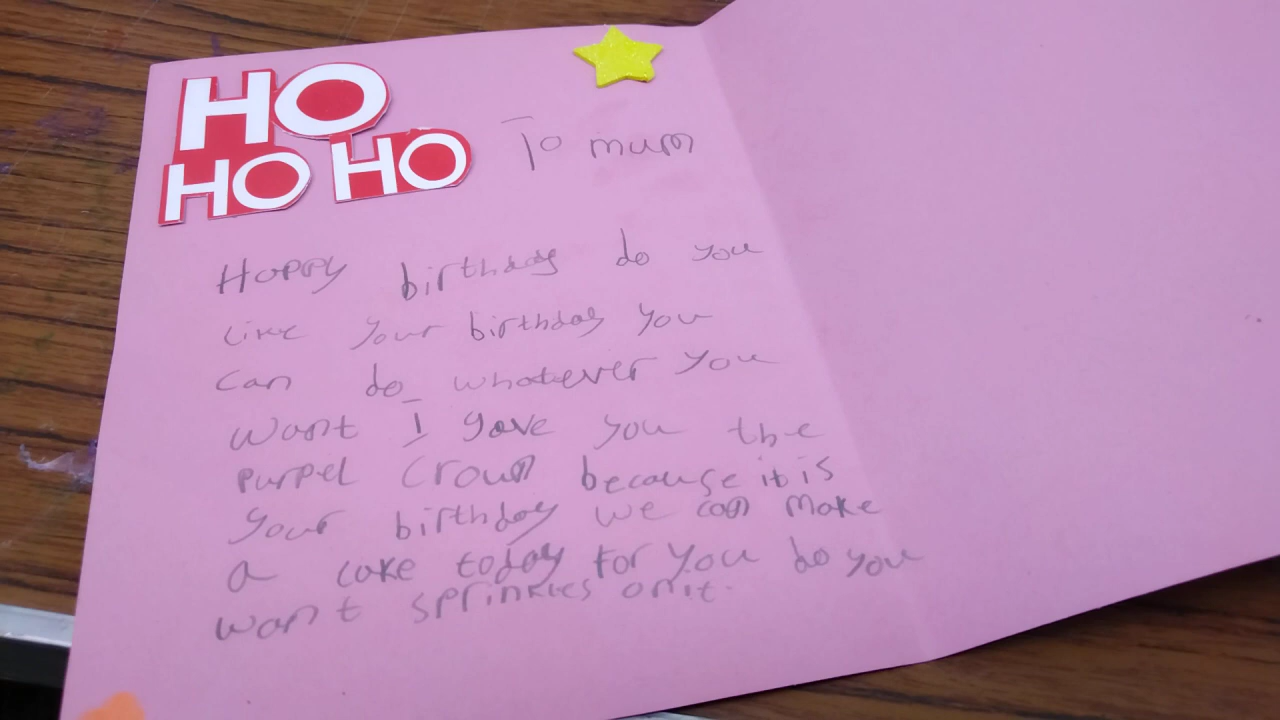 HO
HO HO
To mum
Happy birthday do you
like your birthday you
can do whatever you
want I gave you the
purpel croun because it is
your birthday we can make
a cake today for you do you
want sprinkles on it.